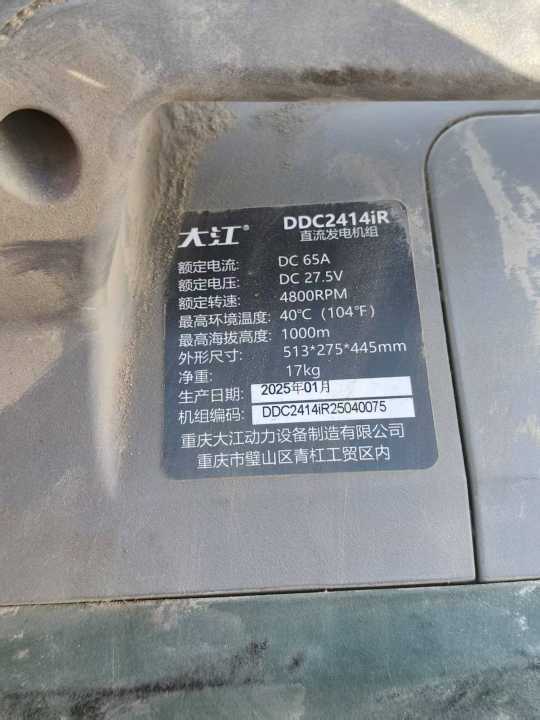 大江® DDC2414iR
直流发电机组
额定电流: DC 65A
额定电压: DC 27.5V
额定转速: 4800RPM
最高环境温度: 40℃ (104℉)
最高海拔高度: 1000m
外形尺寸: 513*275*445mm
净重: 17kg
生产日期: 2025年01月
机组编码: DDC2414iR25040075
重庆大江动力设备制造有限公司
重庆市璧山区青杠工贸区内